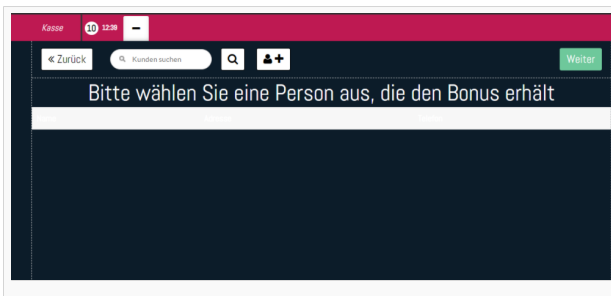 Kasse 10 12:39
« Zurück Kunden suchen Weiter
Bitte wählen Sie eine Person aus, die den Bonus erhält